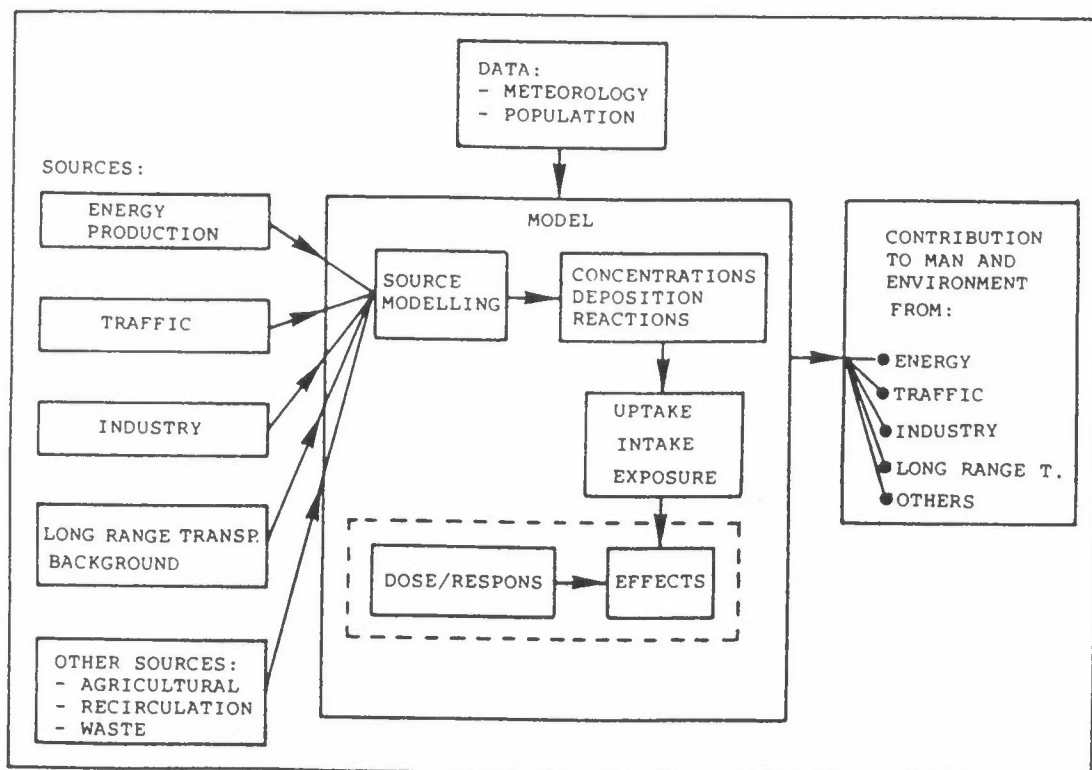 DATA:
- METEOROLOGY
- POPULATION
SOURCES:
ENERGY
PRODUCTION
TRAFFIC
INDUSTRY
LONG RANGE TRANSP.
BACKGROUND
OTHER SOURCES:
- AGRICULTURAL
- RECIRCULATION
- WASTE
MODEL
SOURCE
MODELLING
CONCENTRATIONS
DEPOSITION
REACTIONS
UPTAKE
INTAKE
EXPOSURE
DOSE/RESPONS
EFFECTS
CONTRIBUTION
TO MAN AND
ENVIRONMENT
FROM:
ENERGY
TRAFFIC
INDUSTRY
LONG RANGE T.
OTHERS